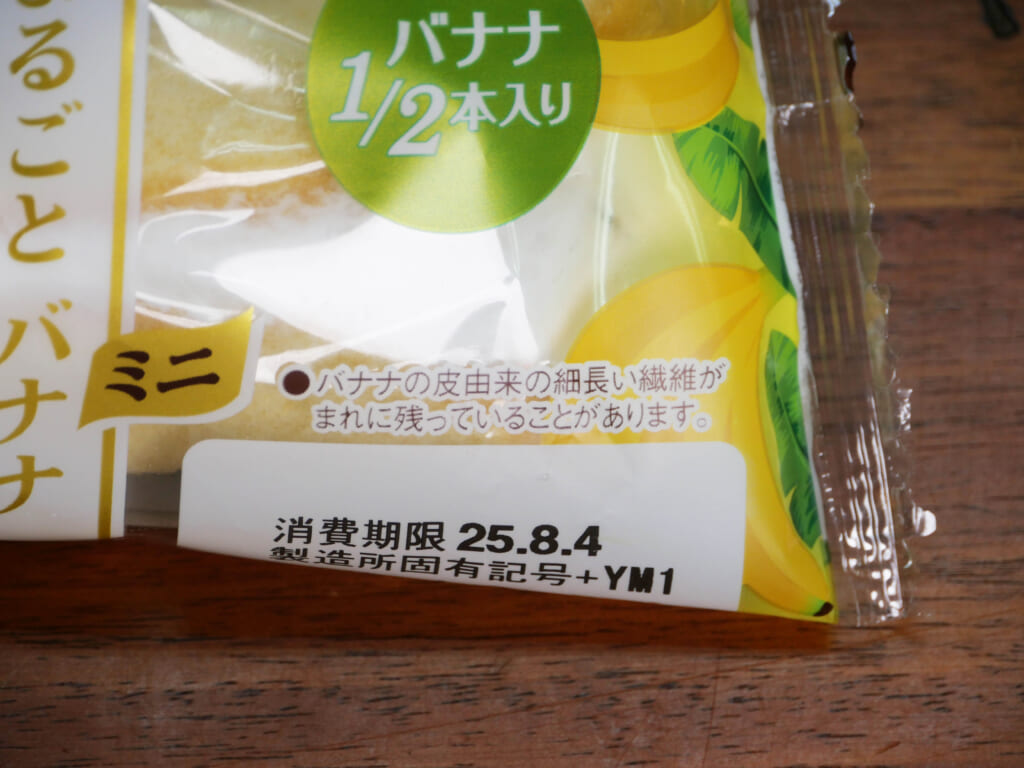 まるごと バナナ
ミニ
バナナ
1/2本入り
●バナナの皮由来の細長い繊維が
まれに残っていることがあります。
消費期限 25.8.4
製造所固有記号+YM1